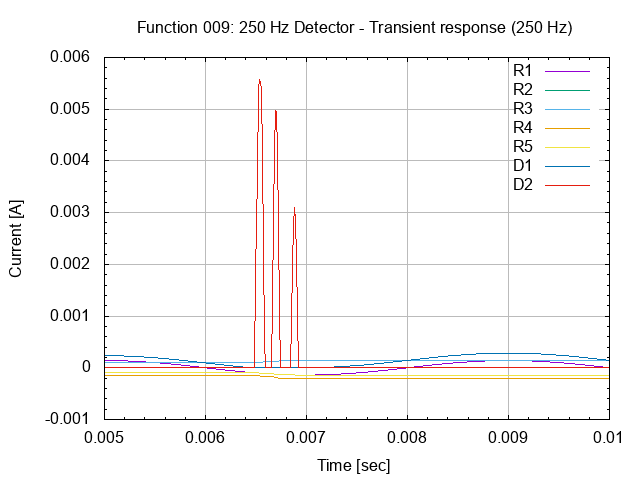 Function 009: 250 Hz Detector - Transient response (250 Hz)
0.006
0.005
0.004
0.003
0.002
0.001
0
-0.001
Current [A]
R1
R2
R3
R4
R5
D1
D2
0.005 0.006 0.007 0.008 0.009 0.01
Time [sec]